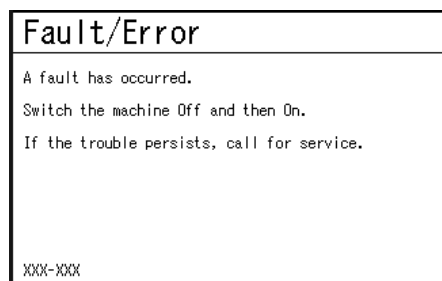 Fault/Error
A fault has occurred.
Switch the machine Off and then On.
If the trouble persists, call for service.
XXX-XXX